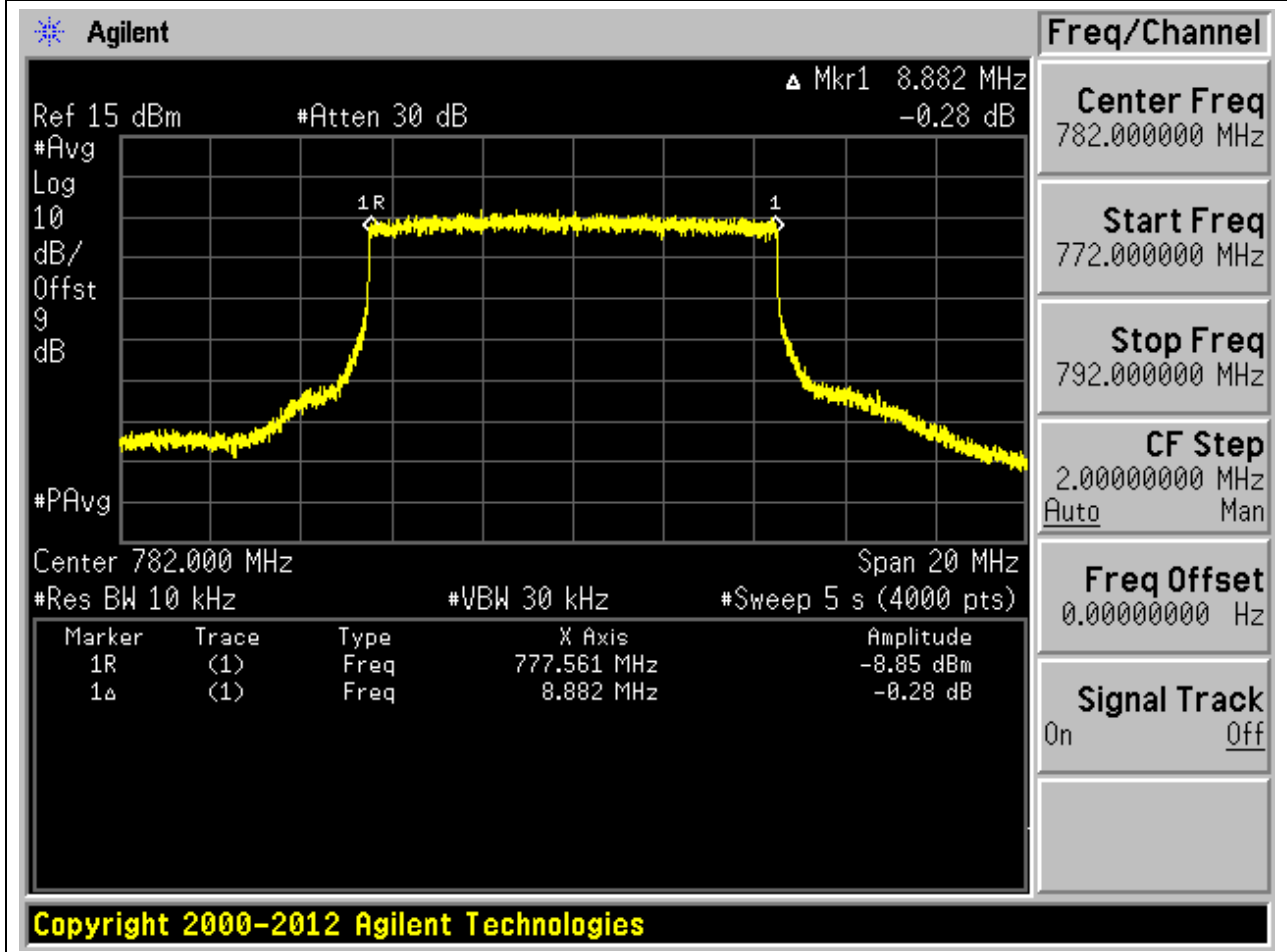 Agilent
Freq/Channel
Δ Mkr1 8.882 MHz
Ref 15 dBm #Atten 30 dB -0.28 dB
#Avg
Log
10
dB/
Offst
9
dB
1R 1
#PAvg
Center 782.000 MHz Span 20 MHz
#Res BW 10 kHz #VBW 30 kHz #Sweep 5 s (4000 pts)
Marker Trace Type X Axis Amplitude
1R (1) Freq 777.561 MHz -8.85 dBm
1Δ (1) Freq 8.882 MHz -0.28 dB
Center Freq
782.000000 MHz
Start Freq
772.000000 MHz
Stop Freq
792.000000 MHz
CF Step
2.00000000 MHz
Auto Man
Freq Offset
0.00000000 Hz
Signal Track
On Off
Copyright 2000-2012 Agilent Technologies